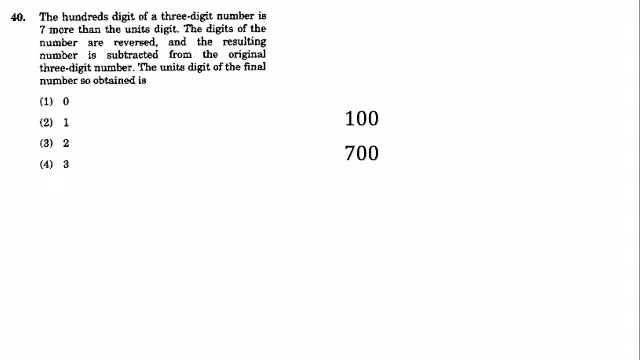 40. The hundreds digit of a three-digit number is
7 more than the units digit. The digits of the
number are reversed, and the resulting
number is subtracted from the original
three-digit number. The units digit of the final
number so obtained is
(1) 0
(2) 1
(3) 2
(4) 3
100
700